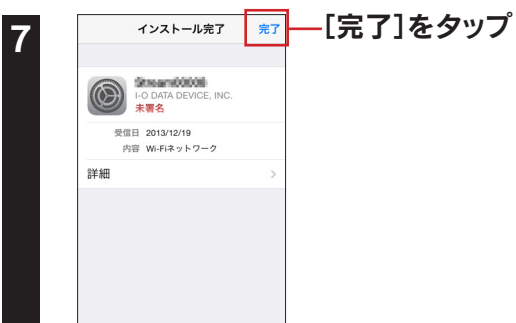 7
インストール完了 完了
[完了]をタップ
I-O DATA DEVICE, INC.
未署名
受信日 2013/12/19
内容 Wi-Fiネットワーク
詳細